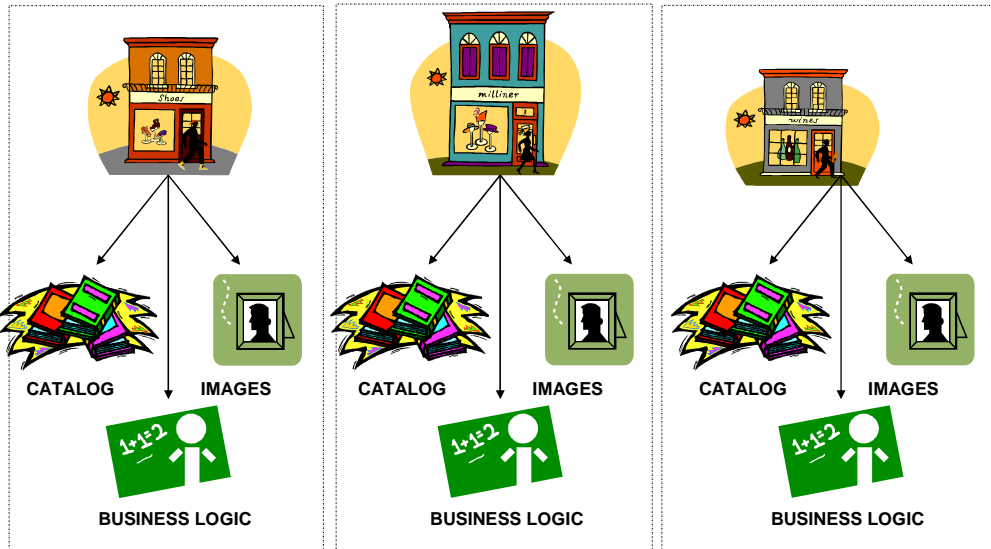 Shoes
milliner
3
wines
CATALOG
IMAGES
CATALOG
IMAGES
CATALOG
IMAGES
1+1=2
1+1=2
1+1=2
BUSINESS LOGIC
BUSINESS LOGIC
BUSINESS LOGIC